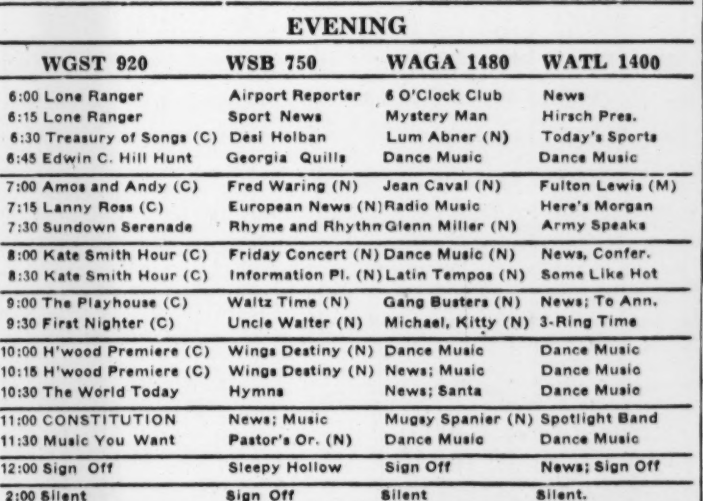 EVENING
WGST 920 WSB 750 WAGA 1480 WATL 1400
6:00 Lone Ranger Airport Reporter 6 O'Clock Club News
6:15 Lone Ranger Sport News Mystery Man Hirsch Pres.
6:30 Treasury of Songs (C) Desi Holban Lum Abner (N) Today's Sports
6:45 Edwin C. Hill Hunt Georgia Quills Dance Music Dance Music
7:00 Amos and Andy (C) Fred Waring (N) Jean Caval (N) Fulton Lewis (M)
7:15 Lanny Ross (C) European News (N) Radio Music Here's Morgan
7:30 Sundown Serenade Rhyme and Rhythn Glenn Miller (N) Army Speaks
8:00 Kate Smith Hour (C) Friday Concert (N) Dance Music (N) News, Confer.
8:30 Kate Smith Hour (C) Information Pl. (N) Latin Tempos (N) Some Like Hot
9:00 The Playhouse (C) Waltz Time (N) Gang Busters (N) News; To Ann.
9:30 First Nighter (C) Uncle Walter (N) Michael, Kitty (N) 3-Ring Time
10:00 H'wood Premiere (C) Wings Destiny (N) Dance Music Dance Music
10:15 H'wood Premiere (C) Wings Destiny (N) News; Music Dance Music
10:30 The World Today Hymns News; Santa Dance Music
11:00 CONSTITUTION News; Music Mugsy Spanier (N) Spotlight Band
11:30 Music You Want Pastor's Or. (N) Dance Music Dance Music
12:00 Sign Off Sleepy Hollow Sign Off News; Sign Off
2:00 Silent Sign Off Silent Silent.